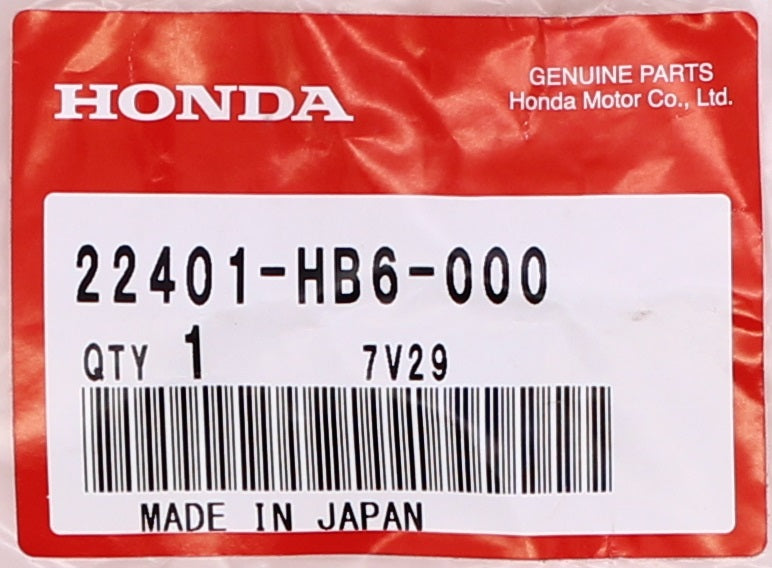 HONDA
GENUINE PARTS
Honda Motor Co., Ltd.
22401-HB6-000
QTY 1 7V29
MADE IN JAPAN